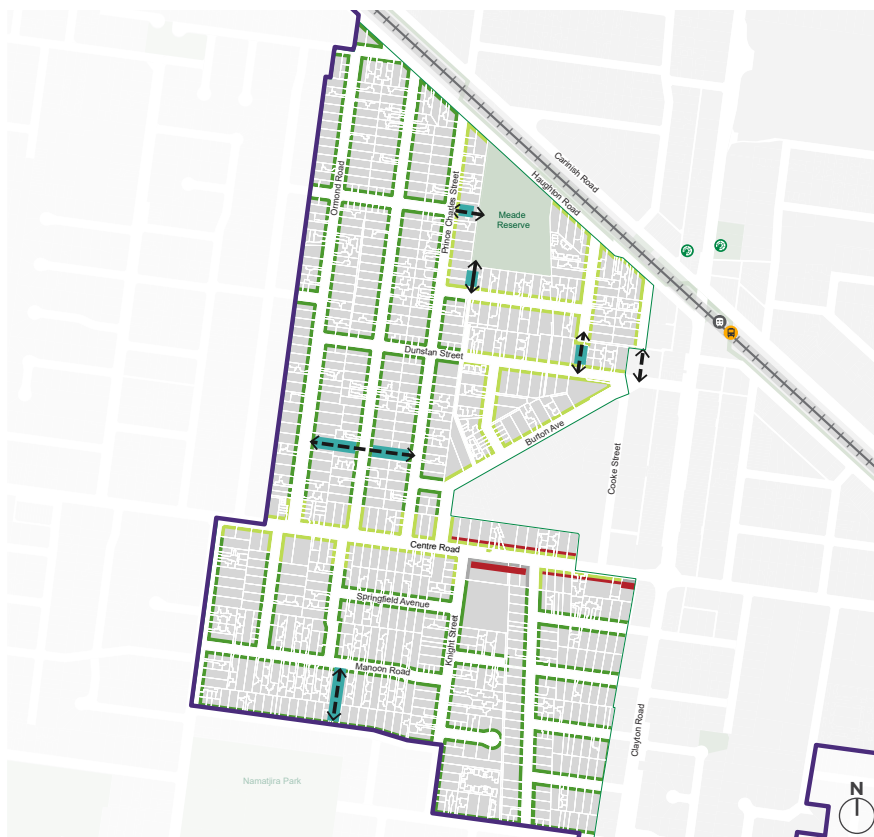 Carinish Road
Haughton Road
Ormond Road
Prince Charles Street
Meade
Reserve
Dunstan Street
Burton Ave
Cooke Street
Centre Road
Springfield Avenue
Knight Street
Manoon Road
Clayton Road
Namatjira Park
N